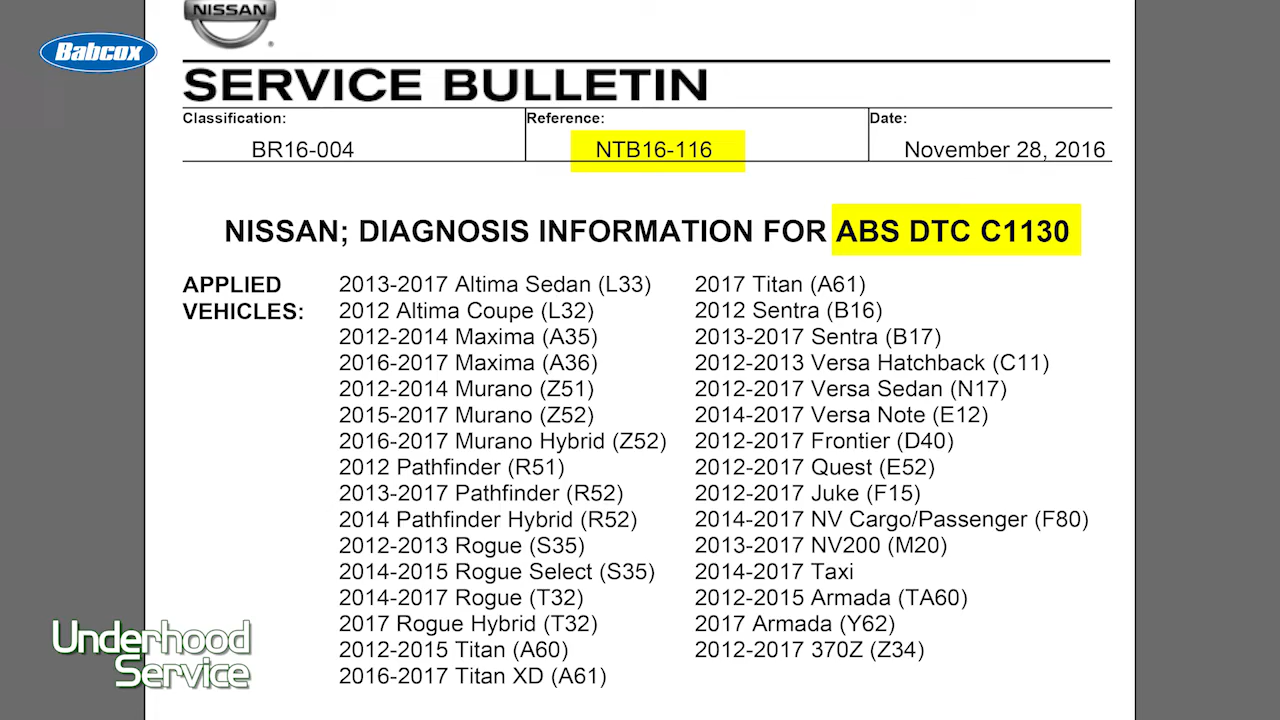 NISSAN
Babcox
SERVICE BULLETIN
Classification:
Reference:
Date:
BR16-004
NTB16-116
November 28, 2016
NISSAN; DIAGNOSIS INFORMATION FOR ABS DTC C1130
APPLIED
VEHICLES:
2013-2017 Altima Sedan (L33)
2012 Altima Coupe (L32)
2012-2014 Maxima (A35)
2016-2017 Maxima (A36)
2012-2014 Murano (Z51)
2015-2017 Murano (Z52)
2016-2017 Murano Hybrid (Z52)
2012 Pathfinder (R51)
2013-2017 Pathfinder (R52)
2014 Pathfinder Hybrid (R52)
2012-2013 Rogue (S35)
2014-2015 Rogue Select (S35)
2014-2017 Rogue (T32)
2017 Rogue Hybrid (T32)
2012-2015 Titan (A60)
2016-2017 Titan XD (A61)
2017 Titan (A61)
2012 Sentra (B16)
2013-2017 Sentra (B17)
2012-2013 Versa Hatchback (C11)
2012-2017 Versa Sedan (N17)
2014-2017 Versa Note (E12)
2012-2017 Frontier (D40)
2012-2017 Quest (E52)
2012-2017 Juke (F15)
2014-2017 NV Cargo/Passenger (F80)
2013-2017 NV200 (M20)
2014-2017 Taxi
2012-2015 Armada (TA60)
2017 Armada (Y62)
2012-2017 370Z (Z34)
Underhood
Service